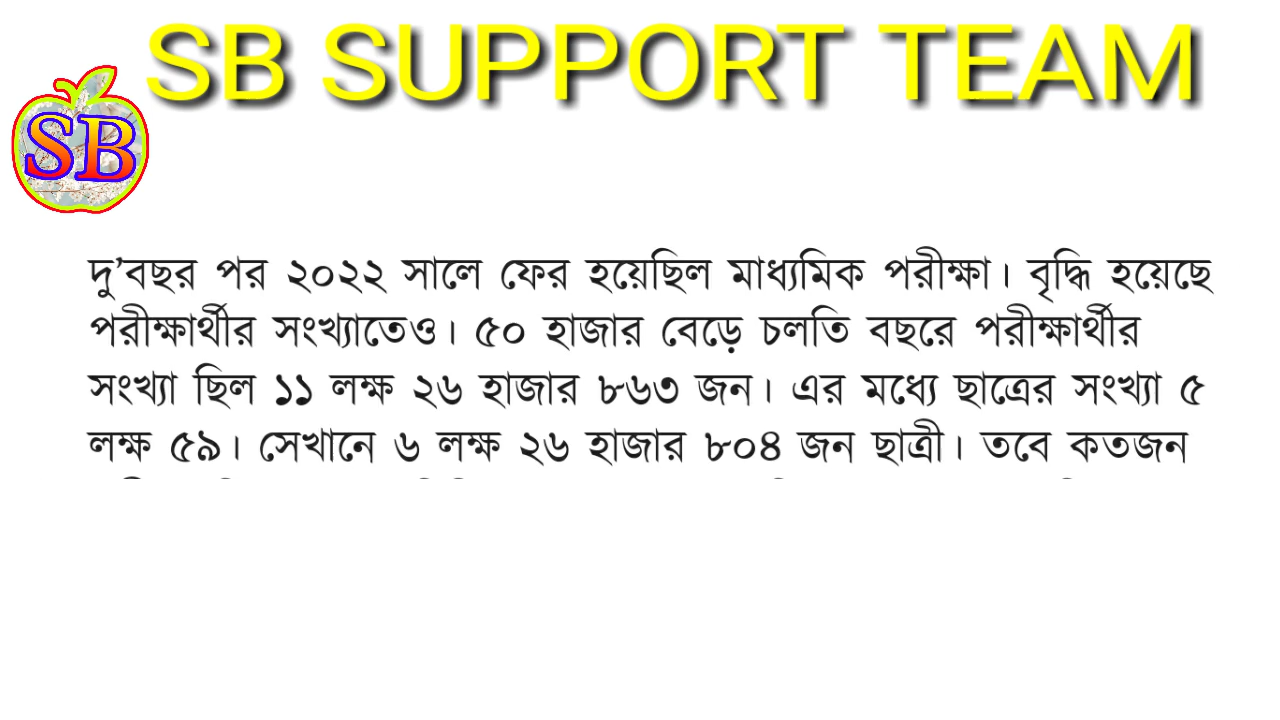 SB SUPPORT TEAM
SB
দু'বছর পর ২০২২ সালে ফের হয়েছিল মাধ্যমিক পরীক্ষা। বৃদ্ধি হয়েছে
পরীক্ষার্থীর সংখ্যাতেও। ৫০ হাজার বেড়ে চলতি বছরে পরীক্ষার্থীর
সংখ্যা ছিল ১১ লক্ষ ২৬ হাজার ৮৬৩ জন। এর মধ্যে ছাত্রের সংখ্যা ৫
লক্ষ ৫৯। সেখানে ৬ লক্ষ ২৬ হাজার ৮০৪ জন ছাত্রী। তবে কতজন